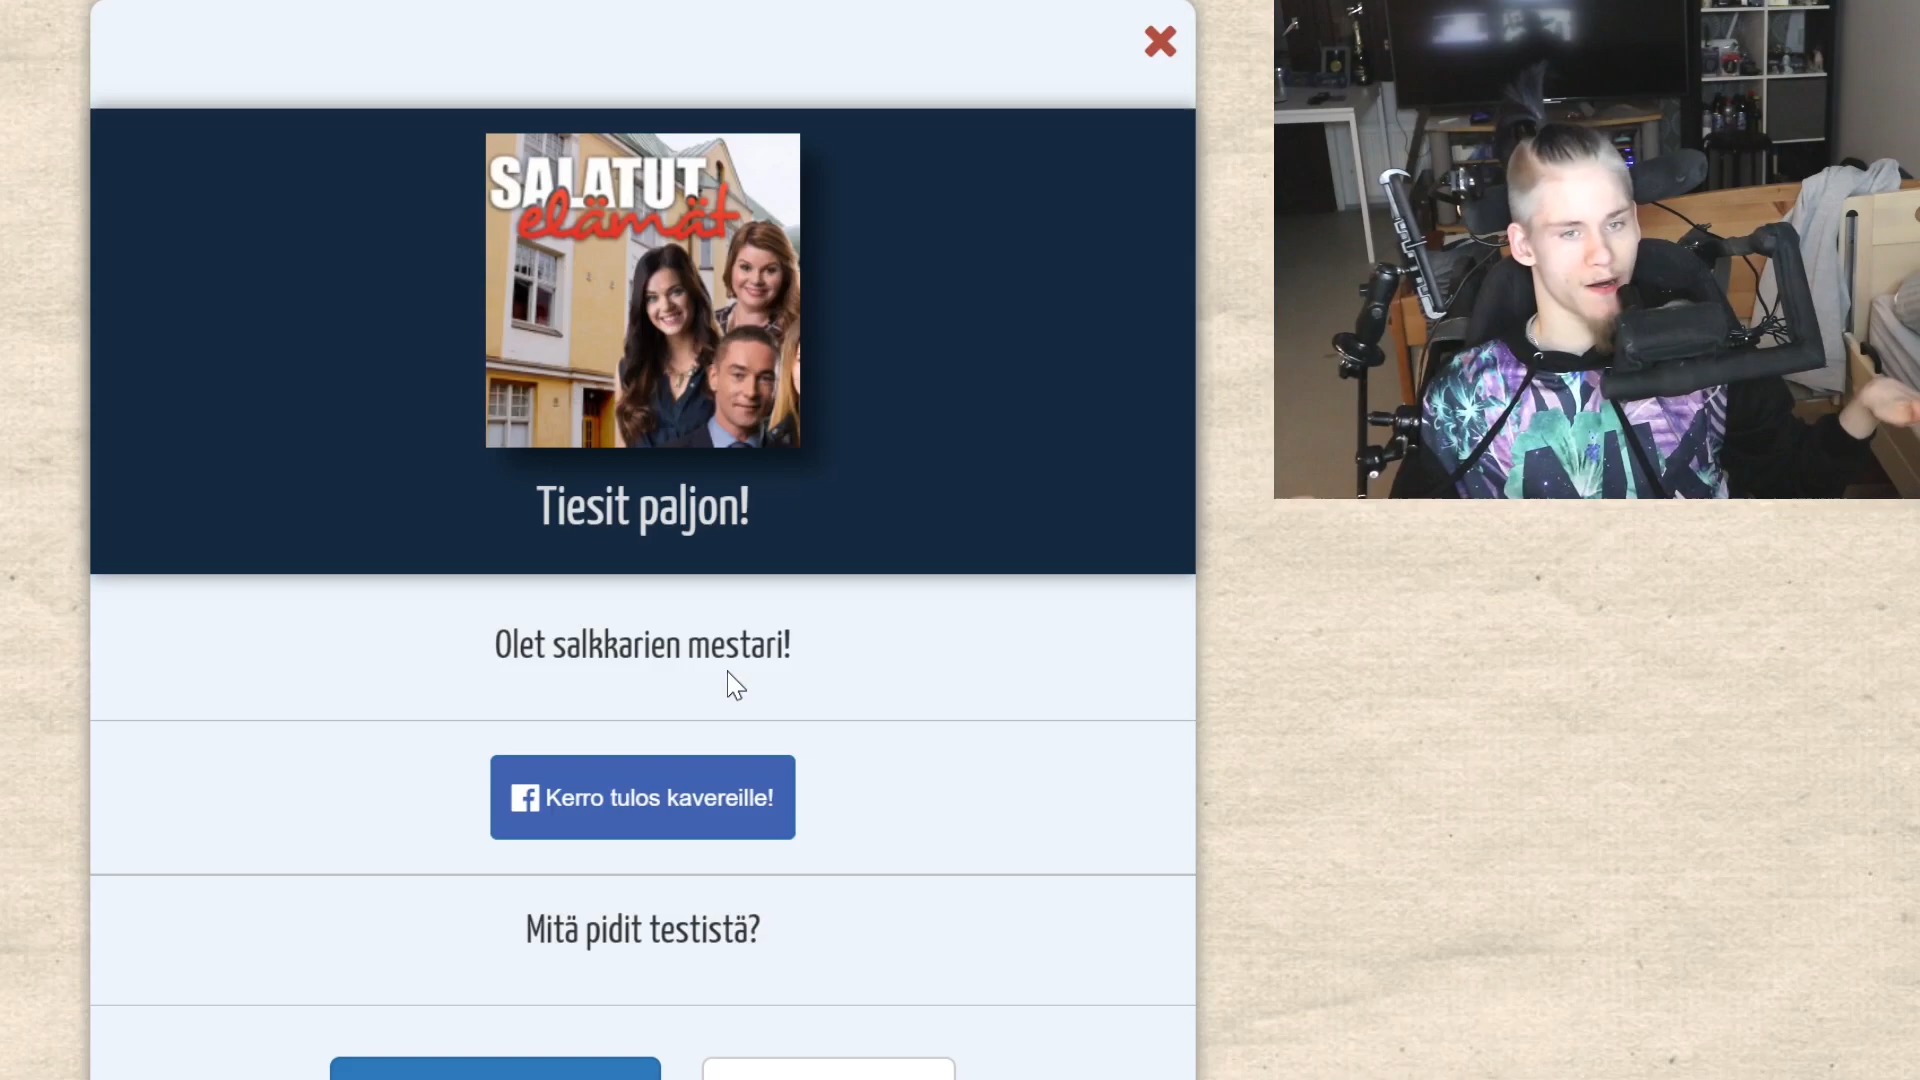 SALATUT
elämät
Tiesit paljon!
Olet salkkarien mestari!
Kerro tulos kavereille!
Mitä pidit testistä?